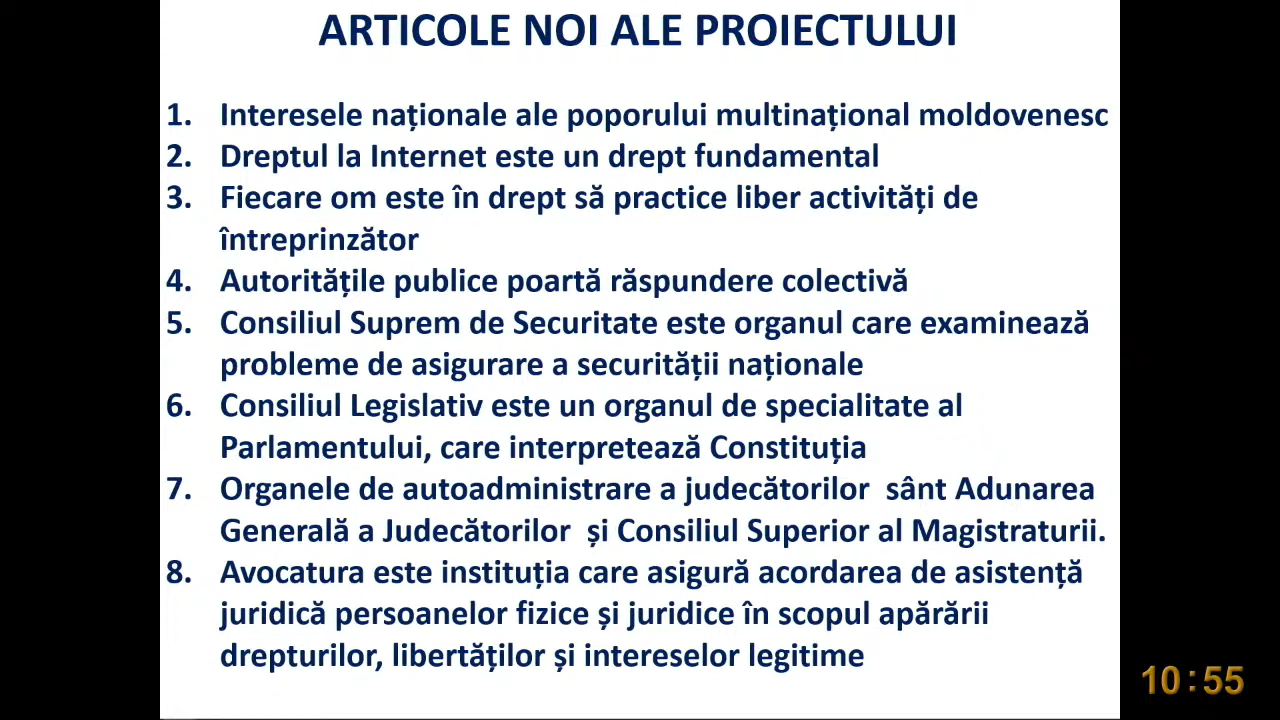 ARTICOLE NOI ALE PROIECTULUI
1. Interesele naționale ale poporului multinațional moldovenesc
2. Dreptul la Internet este un drept fundamental
3. Fiecare om este în drept să practice liber activități de
întreprinzător
4. Autoritățile publice poartă răspundere colectivă
5. Consiliul Suprem de Securitate este organul care examinează
probleme de asigurare a securității naționale
6. Consiliul Legislativ este un organul de specialitate al
Parlamentului, care interpretează Constituția
7. Organele de autoadministrare a judecătorilor sânt Adunarea
Generală a Judecătorilor și Consiliul Superior al Magistraturii.
8. Avocatura este instituția care asigură acordarea de asistență
juridică persoanelor fizice și juridice în scopul apărării
drepturilor, libertăților și intereselor legitime
10:55